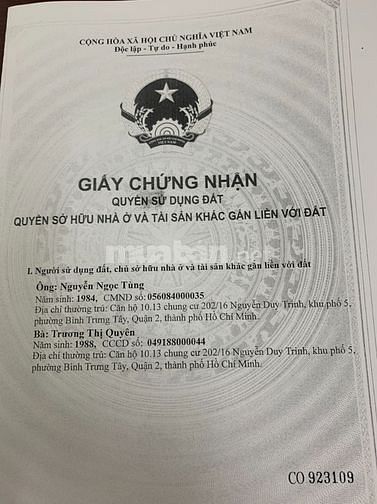 CỘNG HÒA XÃ HỘI CHỦ NGHĨA VIỆT NAM
Độc lập - Tự do - Hạnh phúc
VIỆT NAM
GIẤY CHỨNG NHẬN
QUYỀN SỬ DỤNG ĐẤT
QUYỀN SỞ HỮU NHÀ Ở VÀ TÀI SẢN KHÁC GẮN LIỀN VỚI ĐẤT
muaban
I. Người sử dụng đất, chủ sở hữu nhà ở và tài sản khác gắn liền với đất
Ông: Nguyễn Ngọc Tùng
Năm sinh: 1984, CMND số: 056084000035
Địa chỉ thường trú: Căn hộ 10.13 chung cư 202/16 Nguyễn Duy Trinh, khu phố 5,
phường Bình Trưng Tây, Quận 2, thành phố Hồ Chí Minh.
Bà: Trương Thị Quyên
Năm sinh: 1988, CCCD số: 049188000044
Địa chỉ thường trú: Căn hộ 10.13 chung cư 202/16 Nguyễn Duy Trinh, khu phố 5,
phường Bình Trưng Tây, Quận 2, thành phố Hồ Chí Minh.
CO 923109